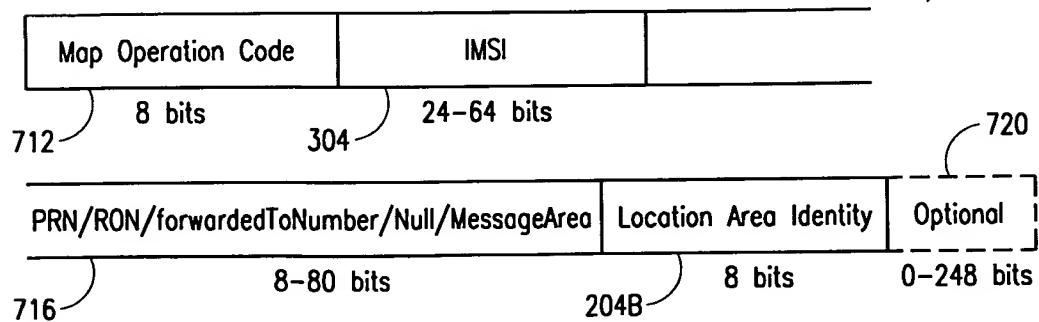 Map Operation Code IMSI
8 bits 24-64 bits
712 304
720
PRN/RON/forwardedToNumber/Null/MessageArea Location Area Identity Optional
8-80 bits 8 bits 0-248 bits
716 204B